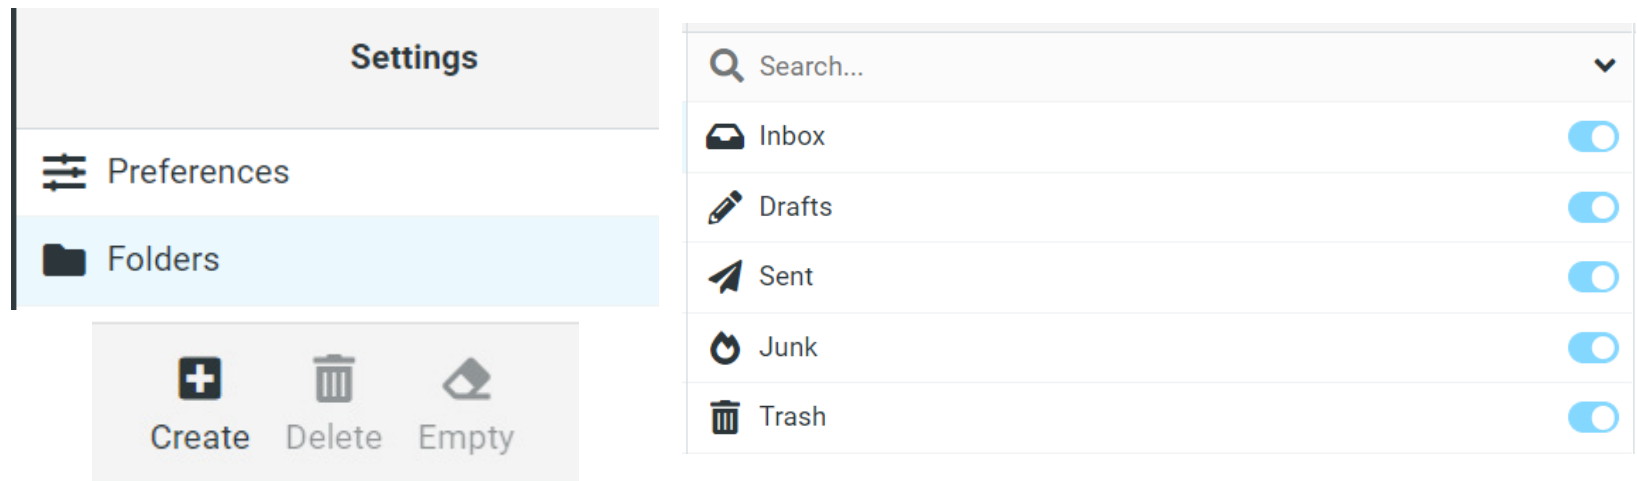 Settings
Preferences
Folders
Create Delete Empty
Search...
Inbox
Drafts
Sent
Junk
Trash